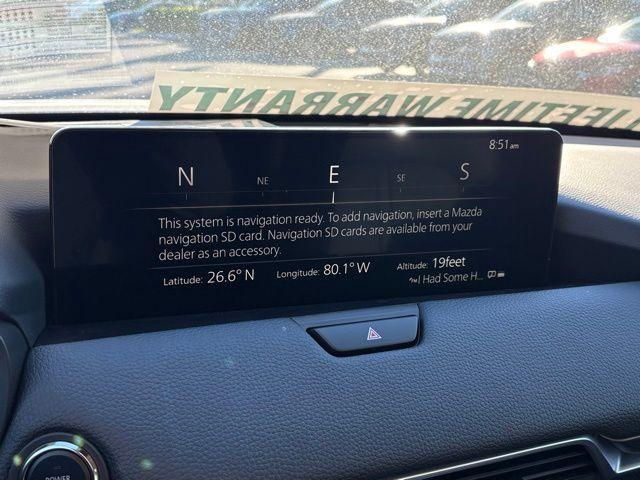 LIFETIME WARRANTY
8:51am
N NE E SE S
This system is navigation ready. To add navigation, insert a Mazda
navigation SD card. Navigation SD cards are available from your
dealer as an accessory.
Latitude: 26.6° N Longitude: 80.1° W Altitude: 19feet
I Had Some H...
POWER